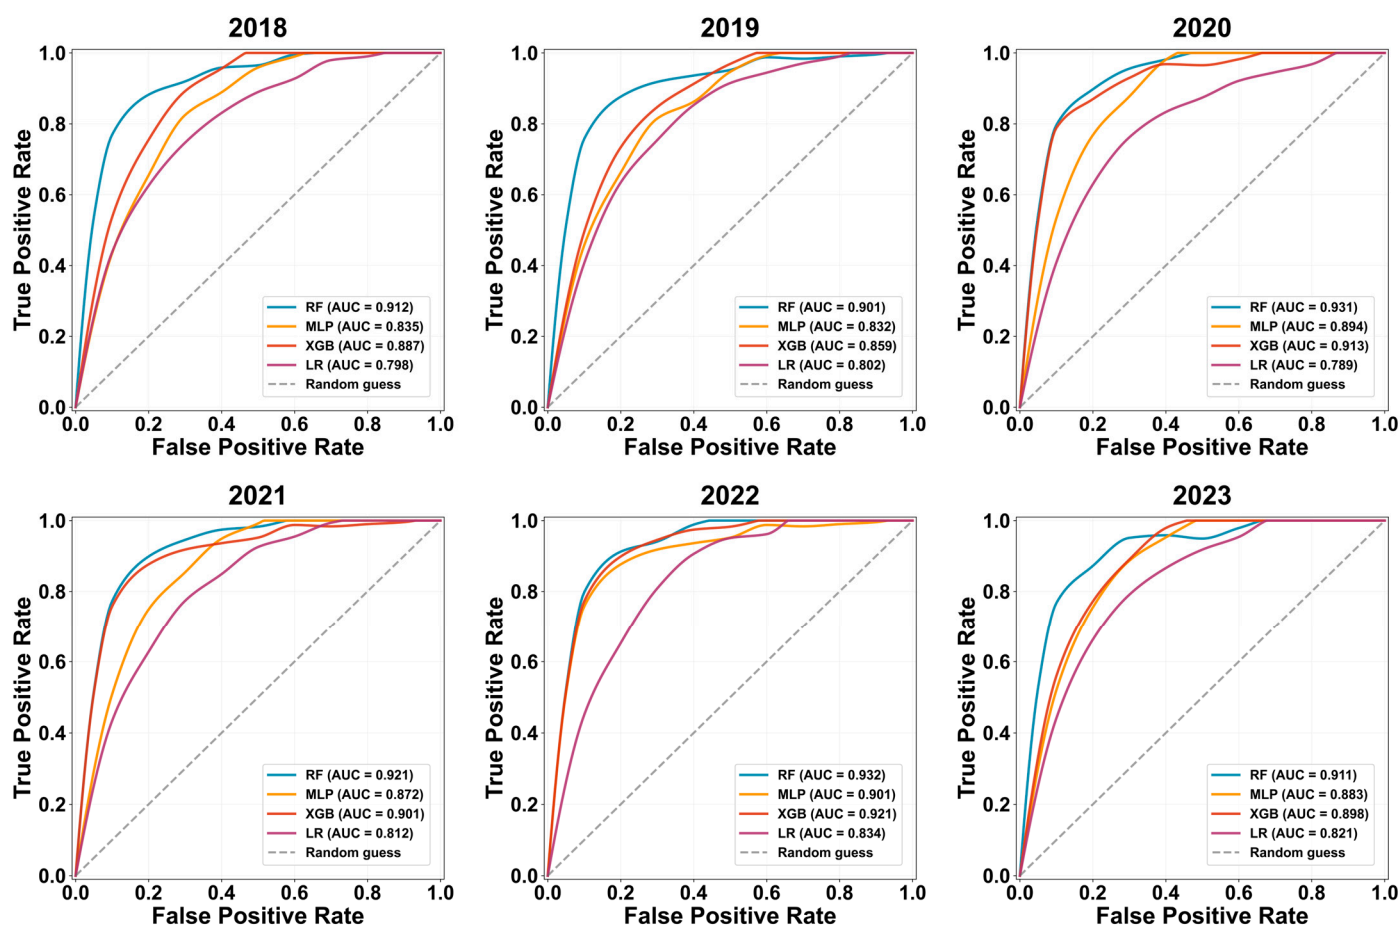 2018
True Positive Rate
1.0
0.8
0.6
0.4
0.2
0.0
RF (AUC = 0.912)
MLP (AUC = 0.835)
XGB (AUC = 0.887)
LR (AUC = 0.798)
Random guess
0.0 0.2 0.4 0.6 0.8 1.0
False Positive Rate
2019
True Positive Rate
1.0
0.8
0.6
0.4
0.2
0.0
RF (AUC = 0.901)
MLP (AUC = 0.832)
XGB (AUC = 0.859)
LR (AUC = 0.802)
Random guess
0.0 0.2 0.4 0.6 0.8 1.0
False Positive Rate
2020
True Positive Rate
1.0
0.8
0.6
0.4
0.2
0.0
RF (AUC = 0.931)
MLP (AUC = 0.894)
XGB (AUC = 0.913)
LR (AUC = 0.789)
Random guess
0.0 0.2 0.4 0.6 0.8 1.0
False Positive Rate
2021
True Positive Rate
1.0
0.8
0.6
0.4
0.2
0.0
RF (AUC = 0.921)
MLP (AUC = 0.872)
XGB (AUC = 0.901)
LR (AUC = 0.812)
Random guess
0.0 0.2 0.4 0.6 0.8 1.0
False Positive Rate
2022
True Positive Rate
1.0
0.8
0.6
0.4
0.2
0.0
RF (AUC = 0.932)
MLP (AUC = 0.901)
XGB (AUC = 0.921)
LR (AUC = 0.834)
Random guess
0.0 0.2 0.4 0.6 0.8 1.0
False Positive Rate
2023
True Positive Rate
1.0
0.8
0.6
0.4
0.2
0.0
RF (AUC = 0.911)
MLP (AUC = 0.883)
XGB (AUC = 0.898)
LR (AUC = 0.821)
Random guess
0.0 0.2 0.4 0.6 0.8 1.0
False Positive Rate